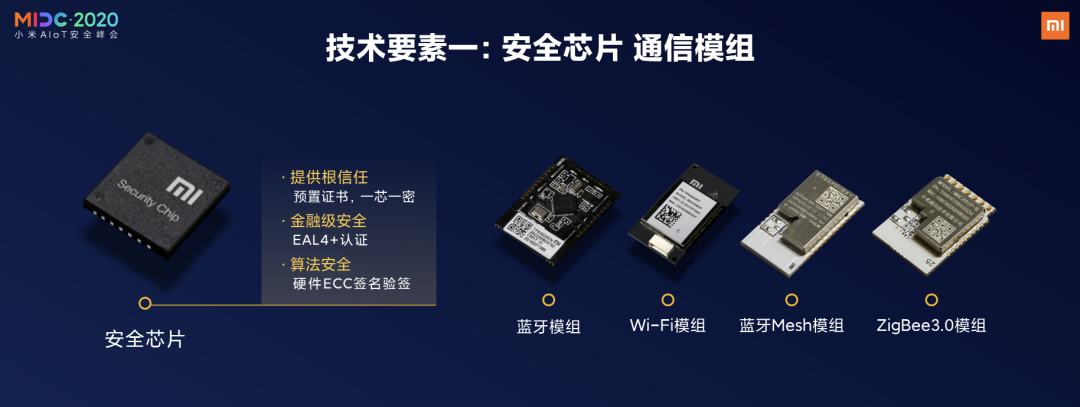 MIDC·2020
小米AIoT安全峰会
mi
技术要素一：安全芯片 通信模组
mi
Security Chip
· 提供根信任
预置证书，一芯一密
· 金融级安全
EAL4+认证
· 算法安全
硬件ECC签名验签
mi
安全芯片
蓝牙模组
Wi-Fi模组
蓝牙Mesh模组
ZigBee3.0模组